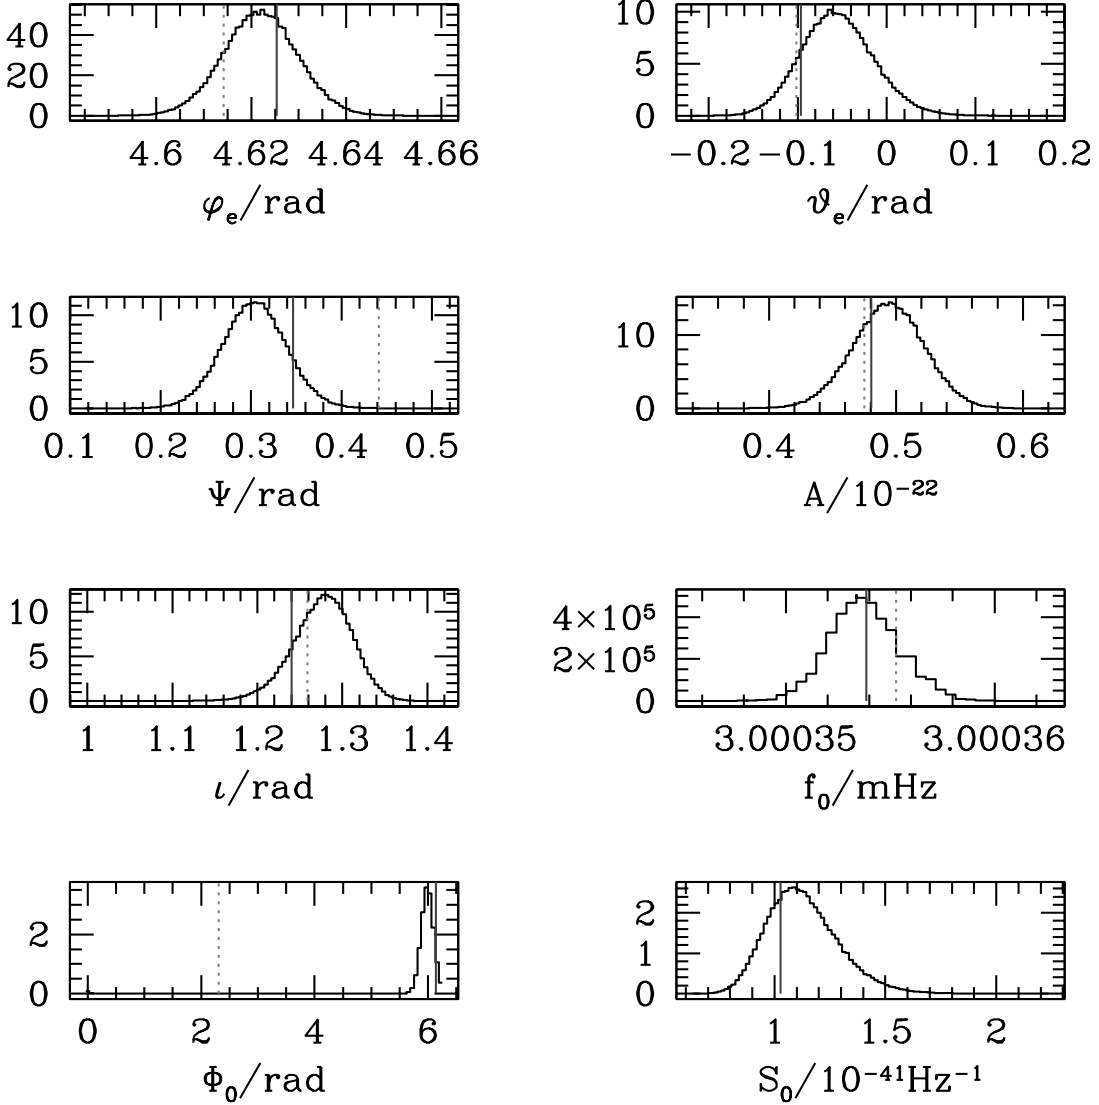 40
20
0
4.6 4.62 4.64 4.66
φe/rad
10
5
0
−0.2 −0.1 0 0.1 0.2
ϑe/rad
10
5
0
0.1 0.2 0.3 0.4 0.5
Ψ/rad
10
0
0.4 0.5 0.6
A/10⁻²²
10
5
0
1 1.1 1.2 1.3 1.4
ι/rad
4×10⁵
2×10⁵
0
3.00035 3.00036
f₀/mHz
2
0
0 2 4 6
Φ₀/rad
2
1
0
1 1.5 2
S₀/10⁻⁴¹Hz⁻¹